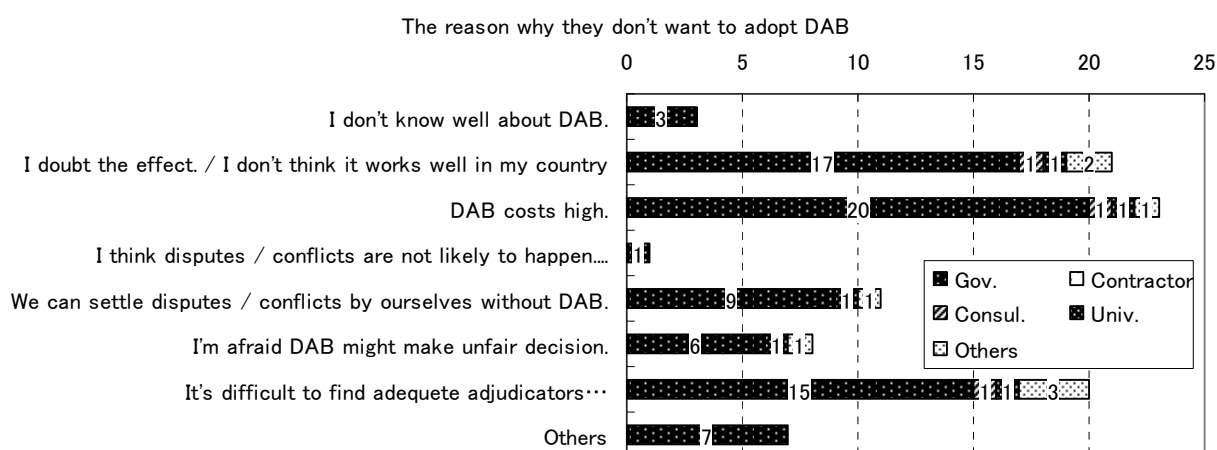 The reason why they don't want to adopt DAB
0 5 10 15 20 25
I don't know well about DAB. 3
I doubt the effect. / I don't think it works well in my country 17 1 1 2
DAB costs high. 20 1 1 1
I think disputes / conflicts are not likely to happen.... 1
We can settle disputes / conflicts by ourselves without DAB. 9 1 1
I'm afraid DAB might make unfair decision. 6 1 1
It's difficult to find adequete adjudicators… 15 1 1 3
Others 7
Gov. Contractor
Consul. Univ.
Others